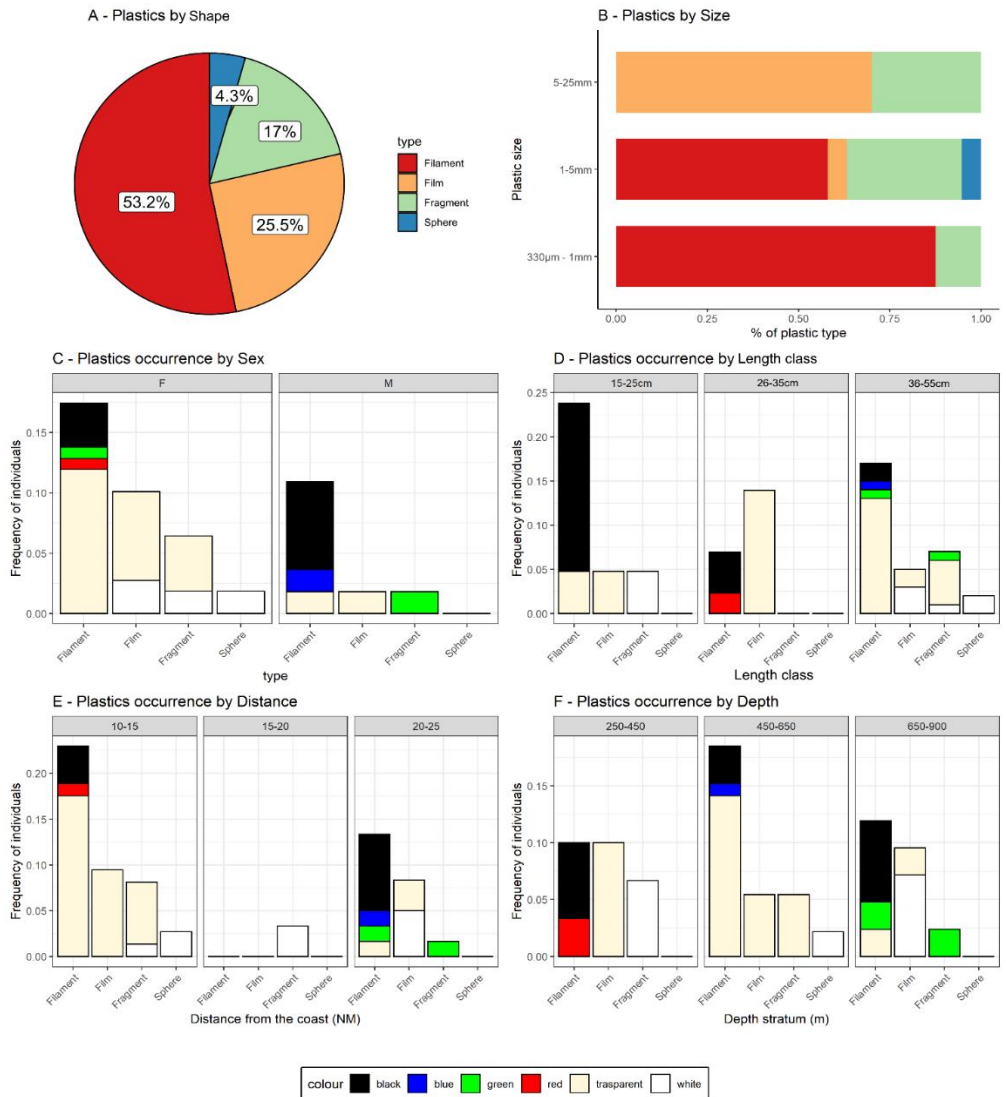 A - Plastics by Shape
4.3%
17%
53.2%
25.5%
type
Filament
Film
Fragment
Sphere
B - Plastics by Size
Plastic size
5-25mm
1-5mm
330µm - 1mm
0.00 0.25 0.50 0.75 1.00
% of plastic type
C - Plastics occurrence by Sex
F M
Frequency of individuals
0.15
0.10
0.05
0.00
Filament Film Fragment Sphere Filament Film Fragment Sphere
type
D - Plastics occurrence by Length class
15-25cm 26-35cm 36-55cm
Frequency of individuals
0.25
0.20
0.15
0.10
0.05
0.00
Filament Film Fragment Sphere Filament Film Fragment Sphere Filament Film Fragment Sphere
Length class
E - Plastics occurrence by Distance
10-15 15-20 20-25
Frequency of individuals
0.20
0.15
0.10
0.05
0.00
Filament Film Fragment Sphere Filament Film Fragment Sphere Filament Film Fragment Sphere
Distance from the coast (NM)
F - Plastics occurrence by Depth
250-450 450-650 650-900
Frequency of individuals
0.15
0.10
0.05
0.00
Filament Film Fragment Sphere Filament Film Fragment Sphere Filament Film Fragment Sphere
Depth stratum (m)
colour black blue green red trasparent white